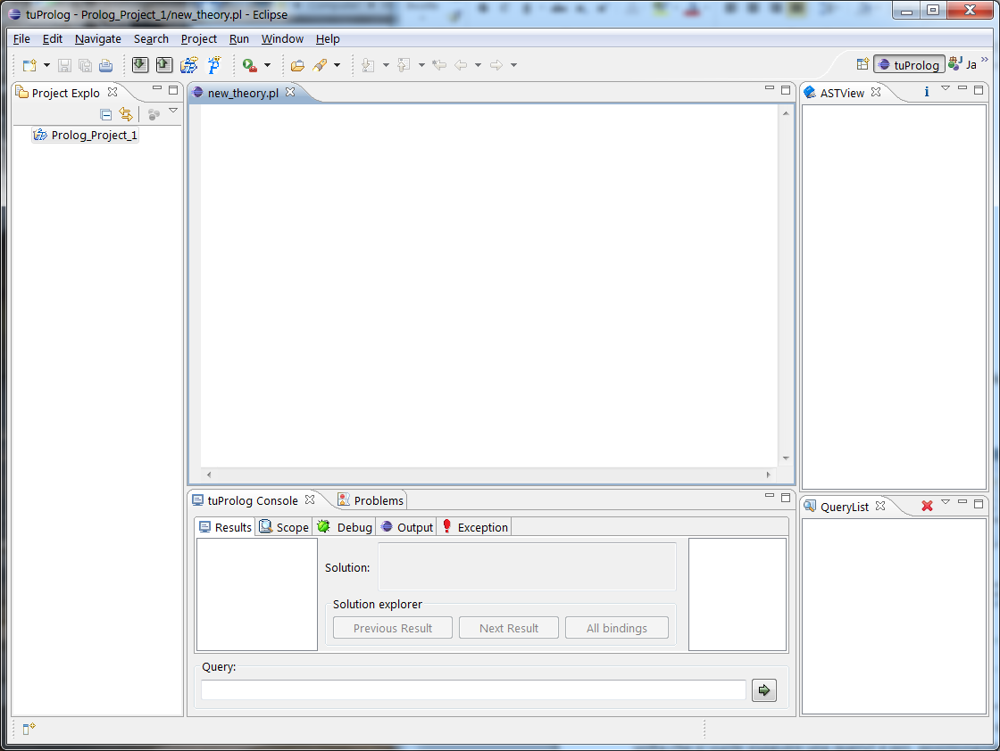 tuProlog - Prolog_Project_1/new_theory.pl - Eclipse
File Edit Navigate Search Project Run Window Help
tuProlog Ja
Project Explo
new_theory.pl
ASTView
Prolog_Project_1
tuProlog Console Problems
QueryList
Results Scope Debug Output Exception
Solution:
Solution explorer
Previous Result Next Result All bindings
Query: